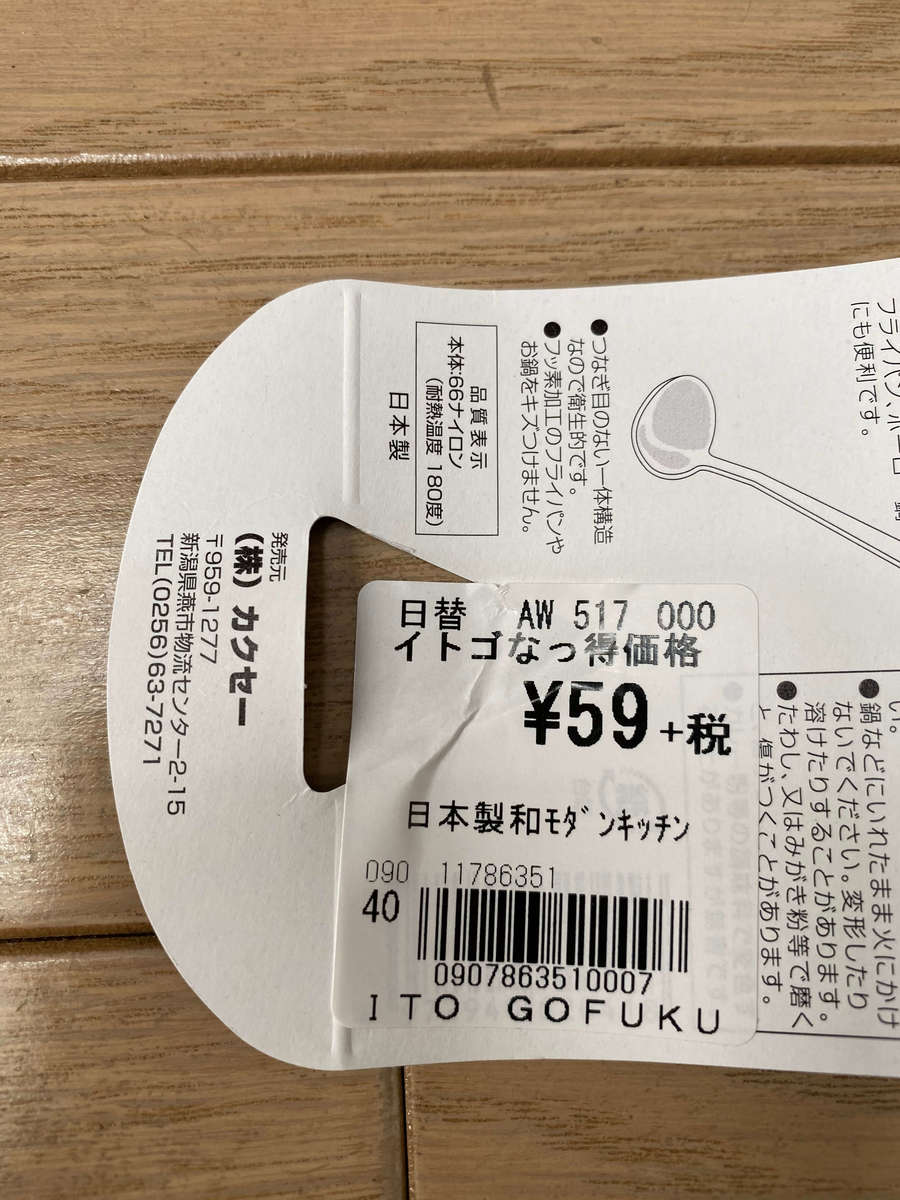 フライパン、ホーロー鍋
にも便利です。
●つなぎ目のない一体構造
なので衛生的です。
●フッ素加工のフライパンや
お鍋をキズつけません。
品質表示
本体:66ナイロン
(耐熱温度 180度)
日本製
発売元
(株)カクセー
〒959-1277
新潟県燕市物流センター2-15
TEL(0256)63-7271
日替 AW 517 000
イトゴなっ得価格
¥59+税
日本製和ﾓﾀﾞﾝｷｯﾁﾝ
090 11786351
40
0907863510007
ITO GOFUKU
い。
●鍋などにいれたまま火にかけ
ないでください。変形したり
溶けたりすることがあります。
●たわし、又はみがき粉等で磨く
と傷がつくことがあります。